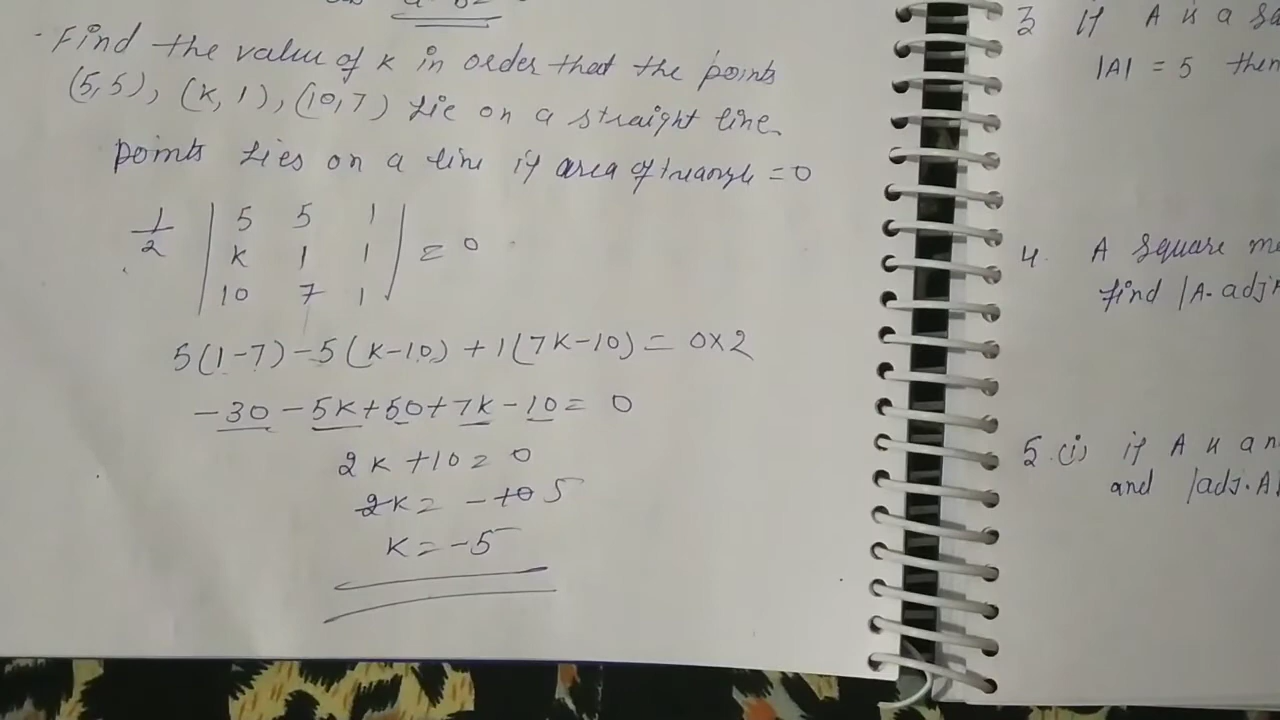 Find the value of K in order that the points
(5,5), (K, 1), (10,7) Lie on a straight line.
points Lies on a line if area of triangle = 0
1/2 | 5 5 1 |
| K 1 1 | = 0
| 10 7 1 |
5(1-7) -5(K-10) + 1(7K-10) = 0×2
-30 -5K+50+7K-10 = 0
2K +10 = 0
2K = -10 5
K = -5
3 If A is a
|A| = 5 then
4. A square
find |A.
5.(i) if A is an
and |adj.A